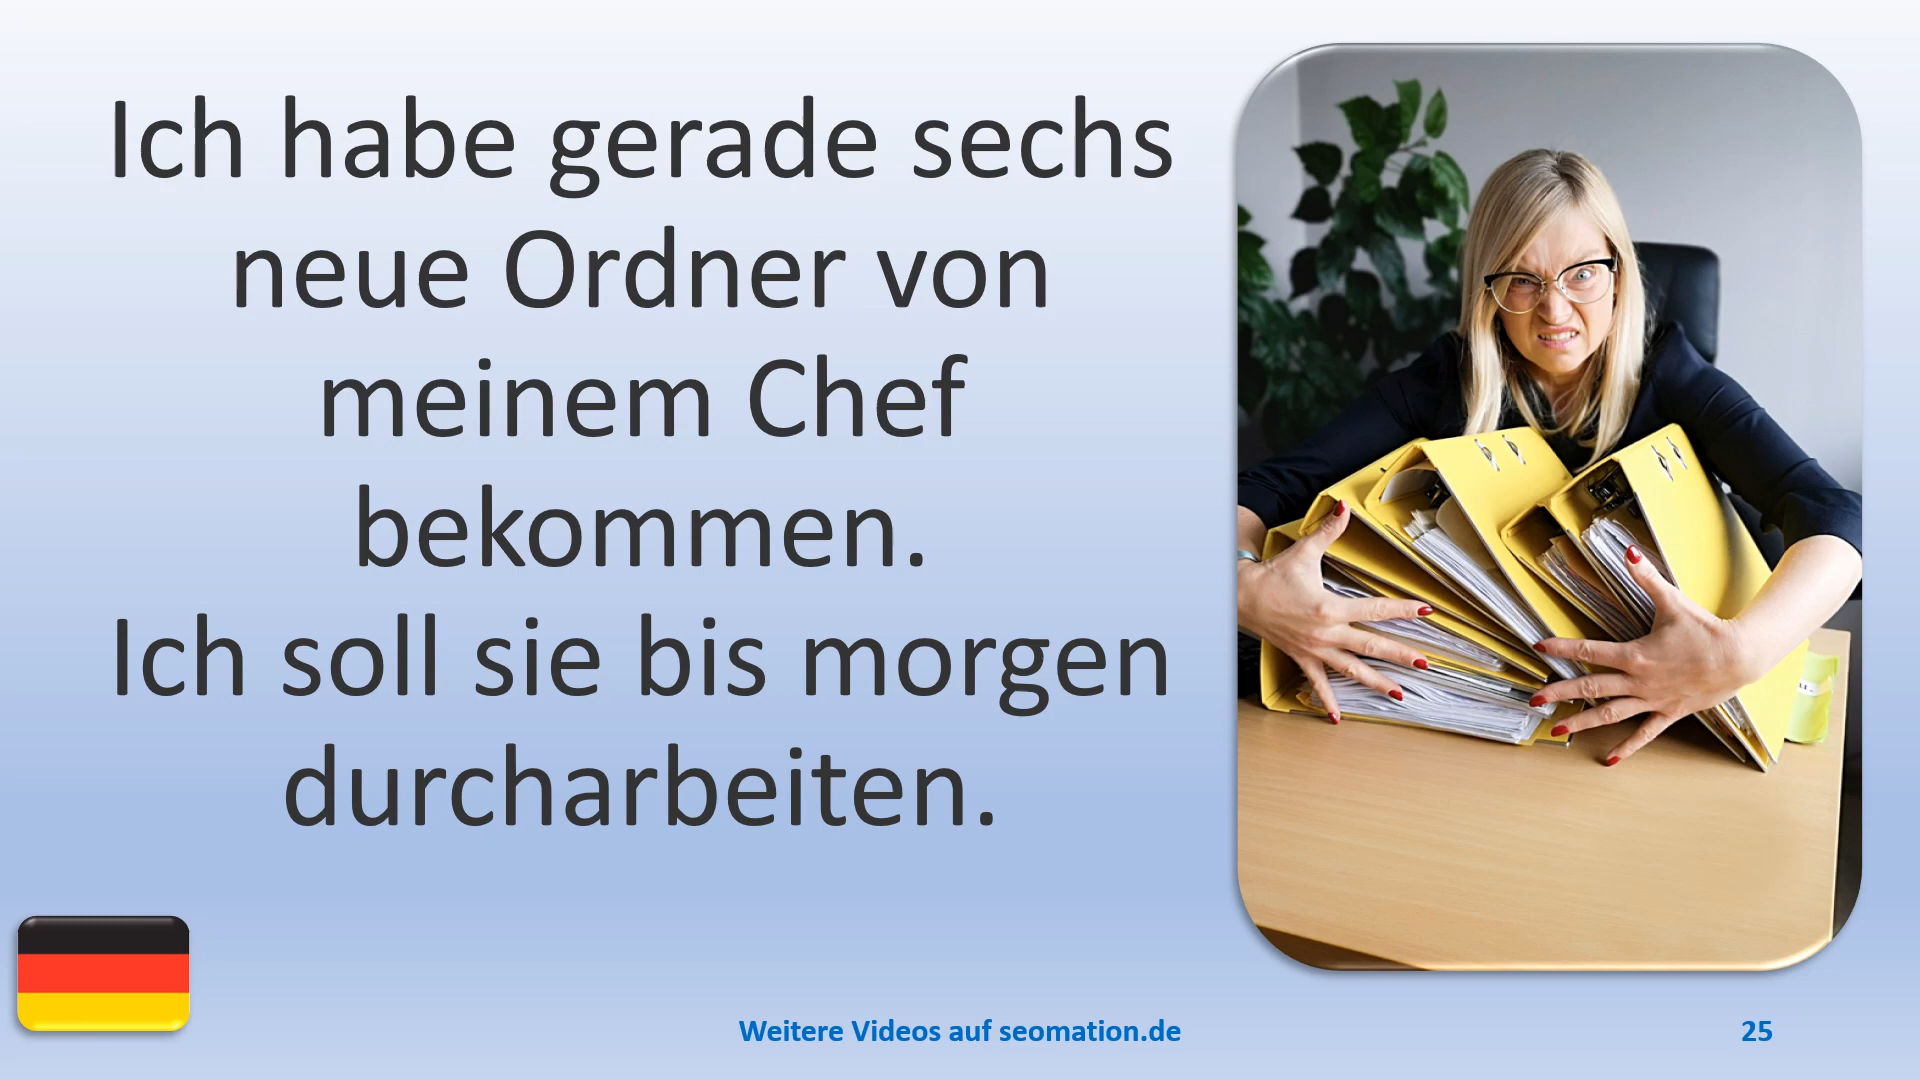 Ich habe gerade sechs
neue Ordner von
meinem Chef
bekommen.
Ich soll sie bis morgen
durcharbeiten.
Weitere Videos auf seomation.de
25